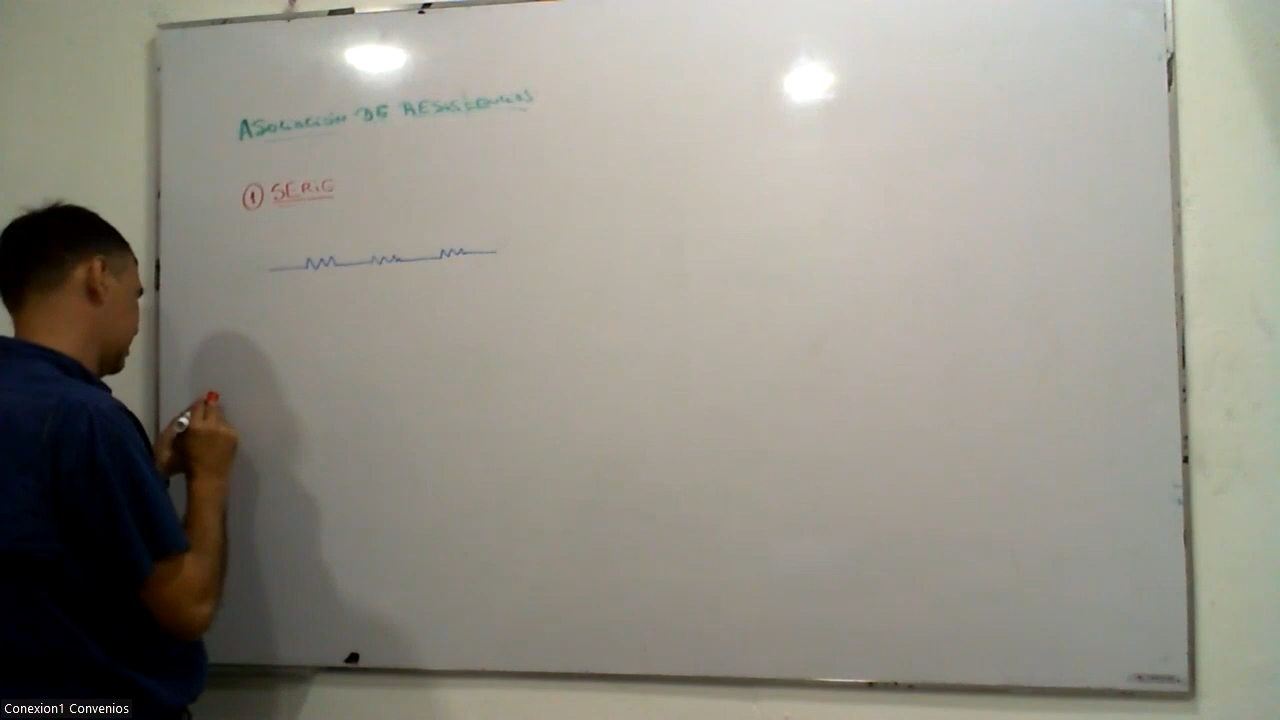 ASOCIACIÓN DE RESISTENCIAS
① SERIE
Conexion1 Convenios